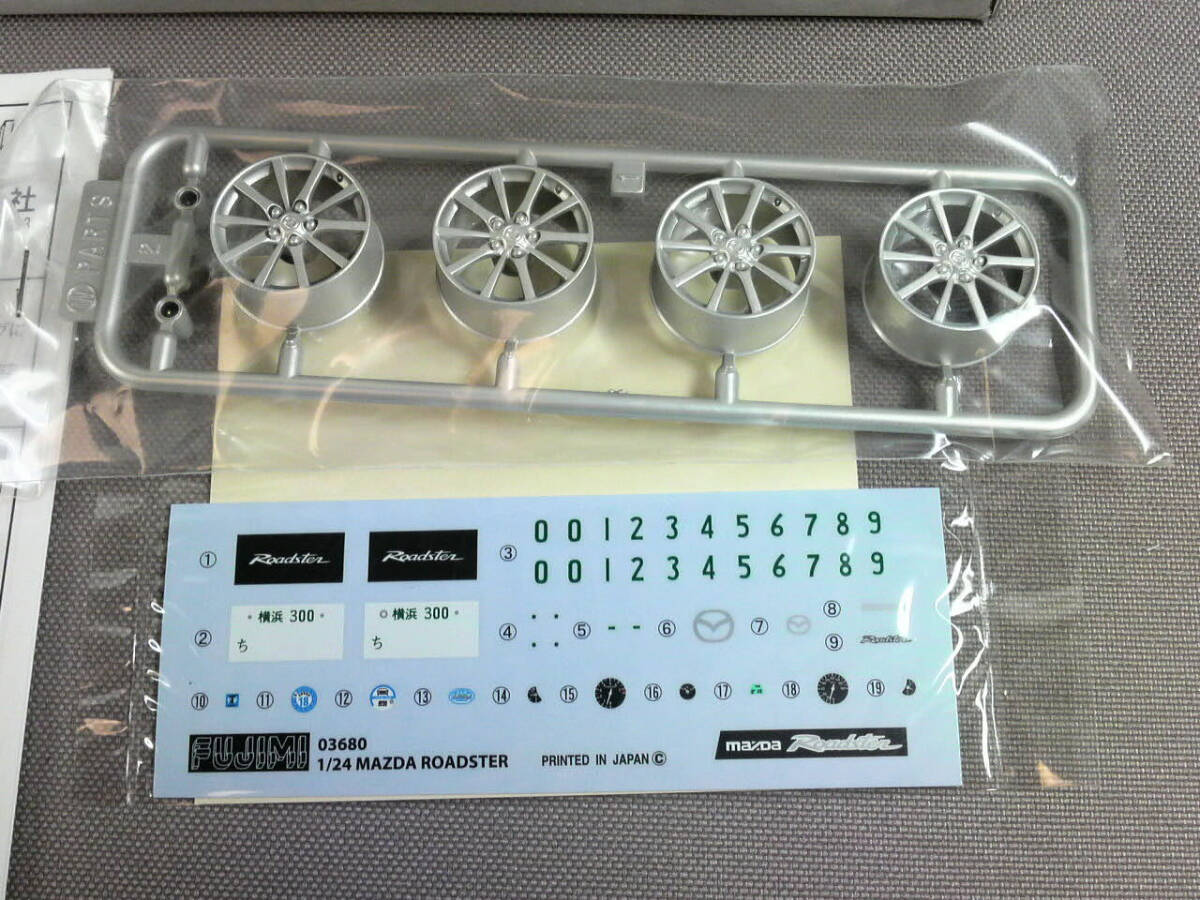 社
W PARTS
2
① Roadster Roadster ③ 0 0 1 2 3 4 5 6 7 8 9
0 0 1 2 3 4 5 6 7 8 9
② 横浜 300 ち 横浜 300 ち ④ ⑤ ⑥ ⑦ ⑧
⑨ Roadster
⑩ ⑪ ⑫ ⑬ ⑭ ⑮ ⑯ ⑰ ⑱ ⑲
FUJIMI 03680
1/24 MAZDA ROADSTER PRINTED IN JAPAN © mazda Roadster